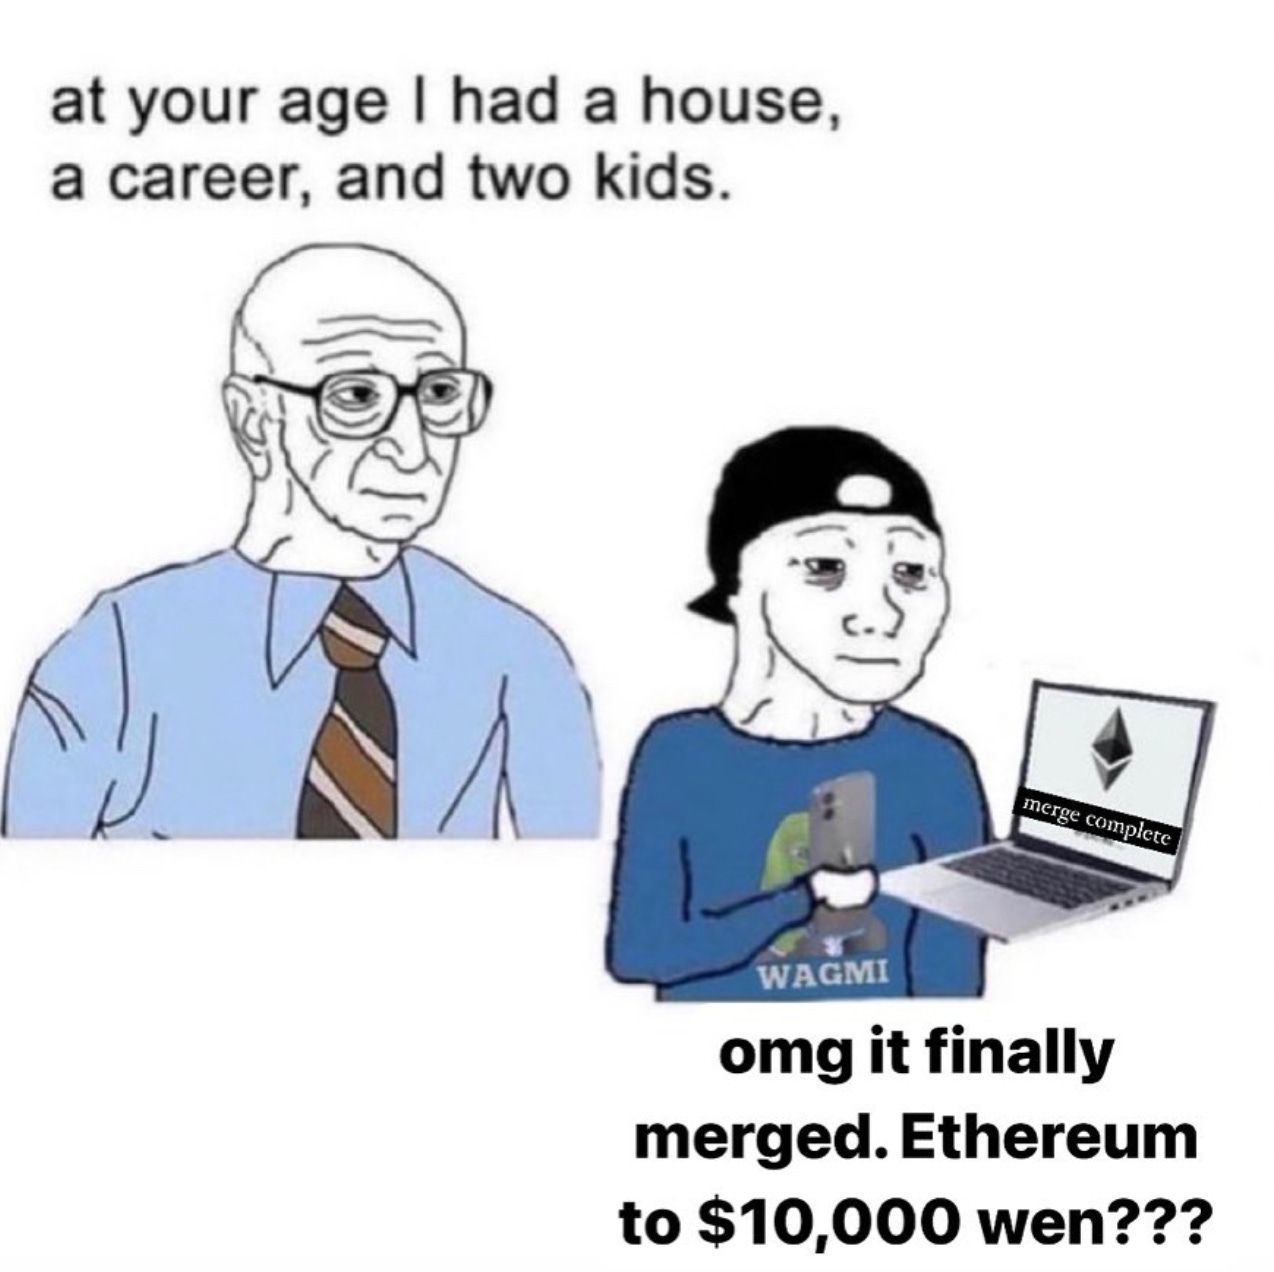 at your age I had a house,
a career, and two kids.
merge complete
WAGMI
omg it finally
merged. Ethereum
to $10,000 wen???